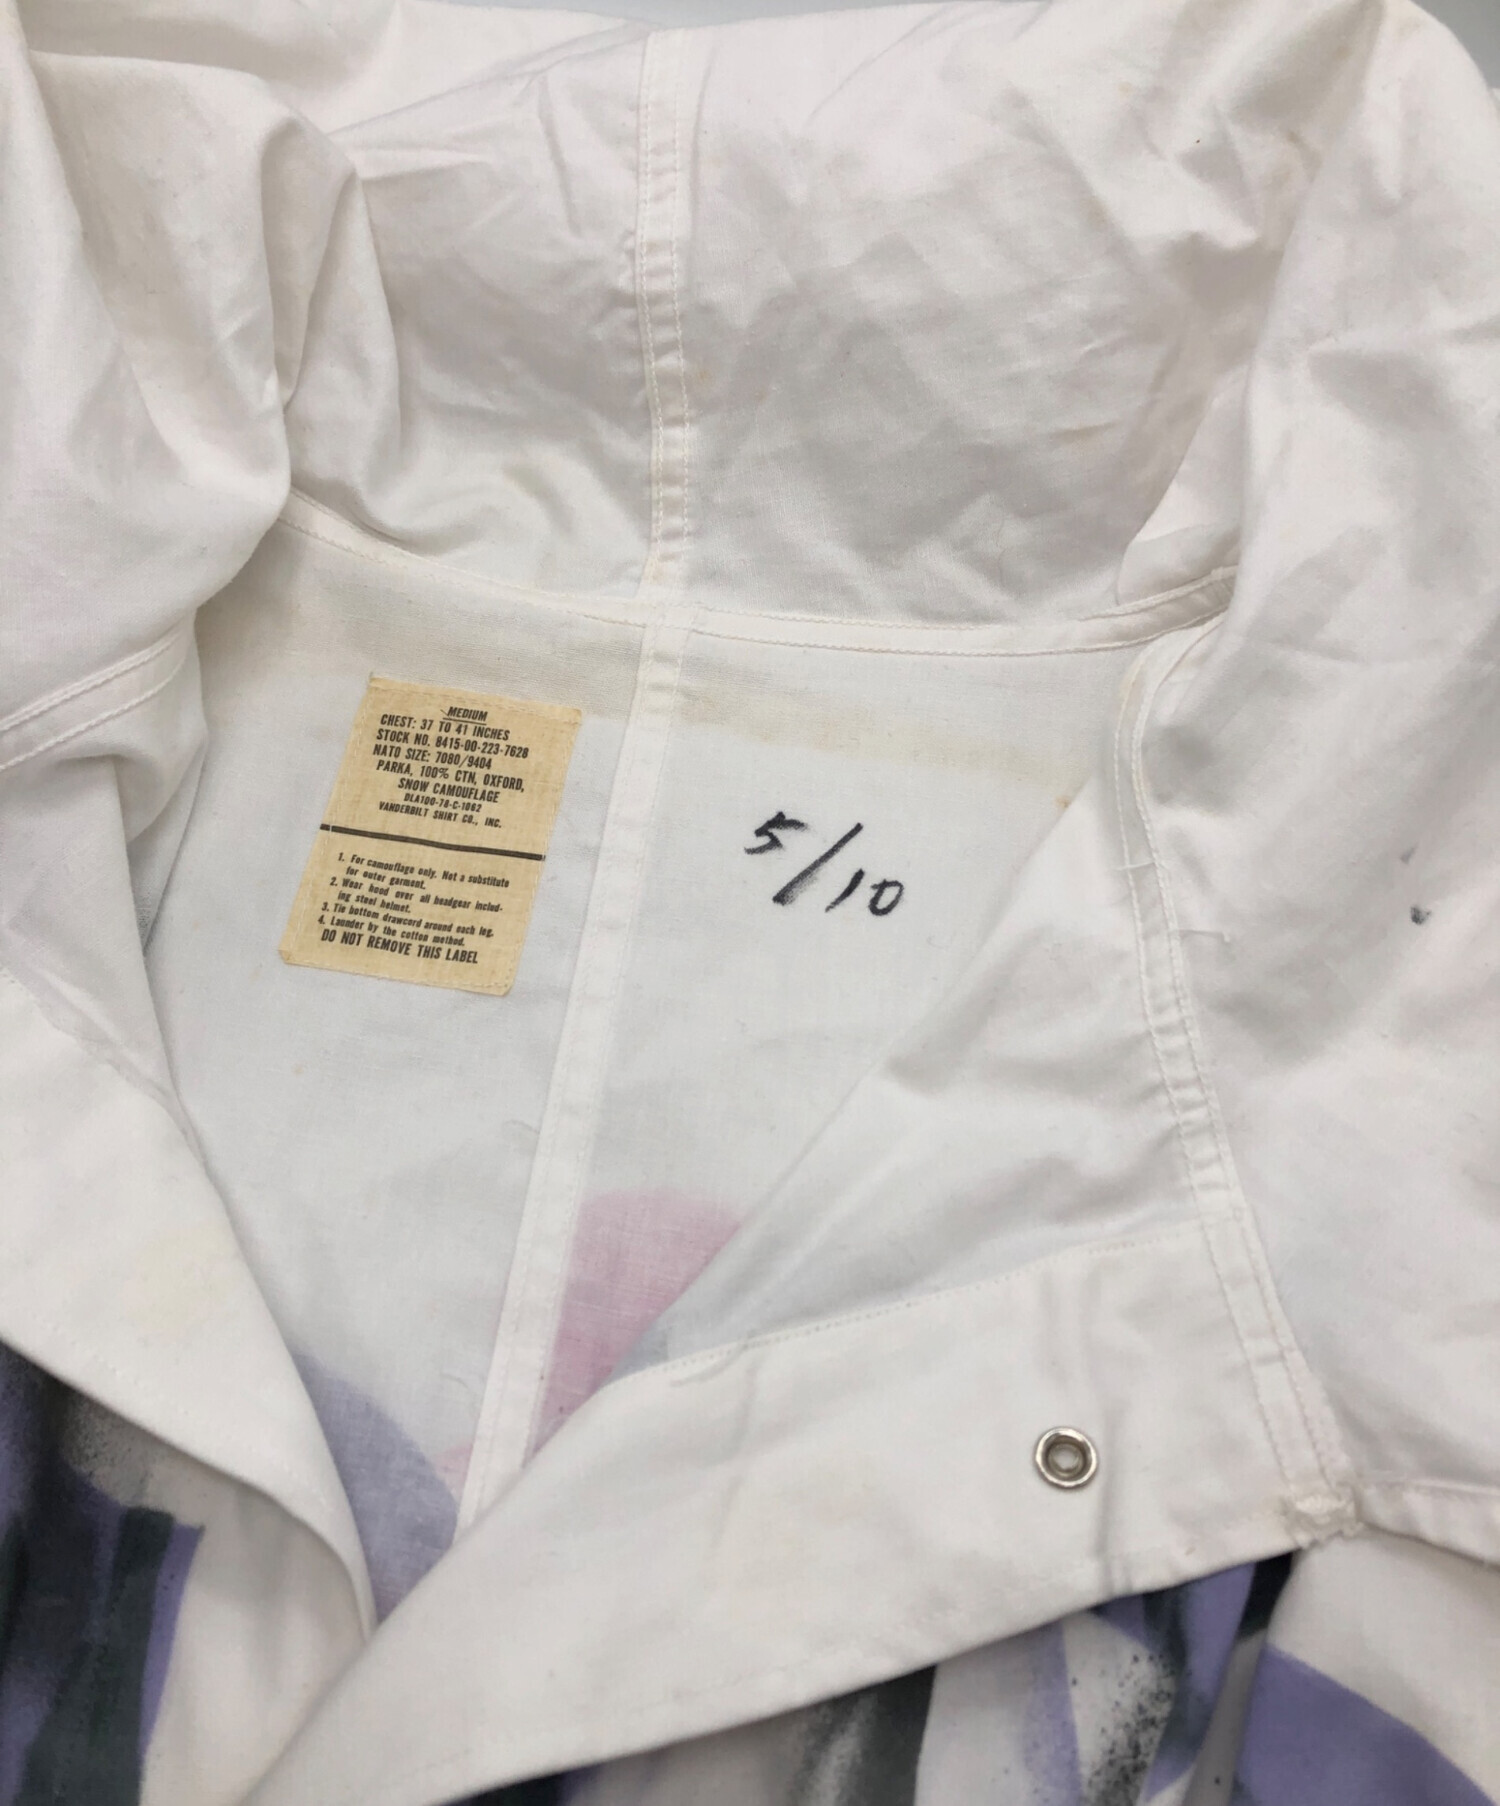 MEDIUM
CHEST: 37 TO 41 INCHES
STOCK NO. 8415-00-223-7628
NATO SIZE: 7080/9404
PARKA, 100% CTN, OXFORD,
SNOW CAMOUFLAGE
DLA100-78-C-1062
VANDERBILT SHIRT CO., INC.
1. For camouflage only. Not a substitute
for outer garment.
2. Wear hood over all headgear includ-
ing steel helmet.
3. Tie bottom drawcord around each leg.
4. Launder by the cotton method.
DO NOT REMOVE THIS LABEL
5/10